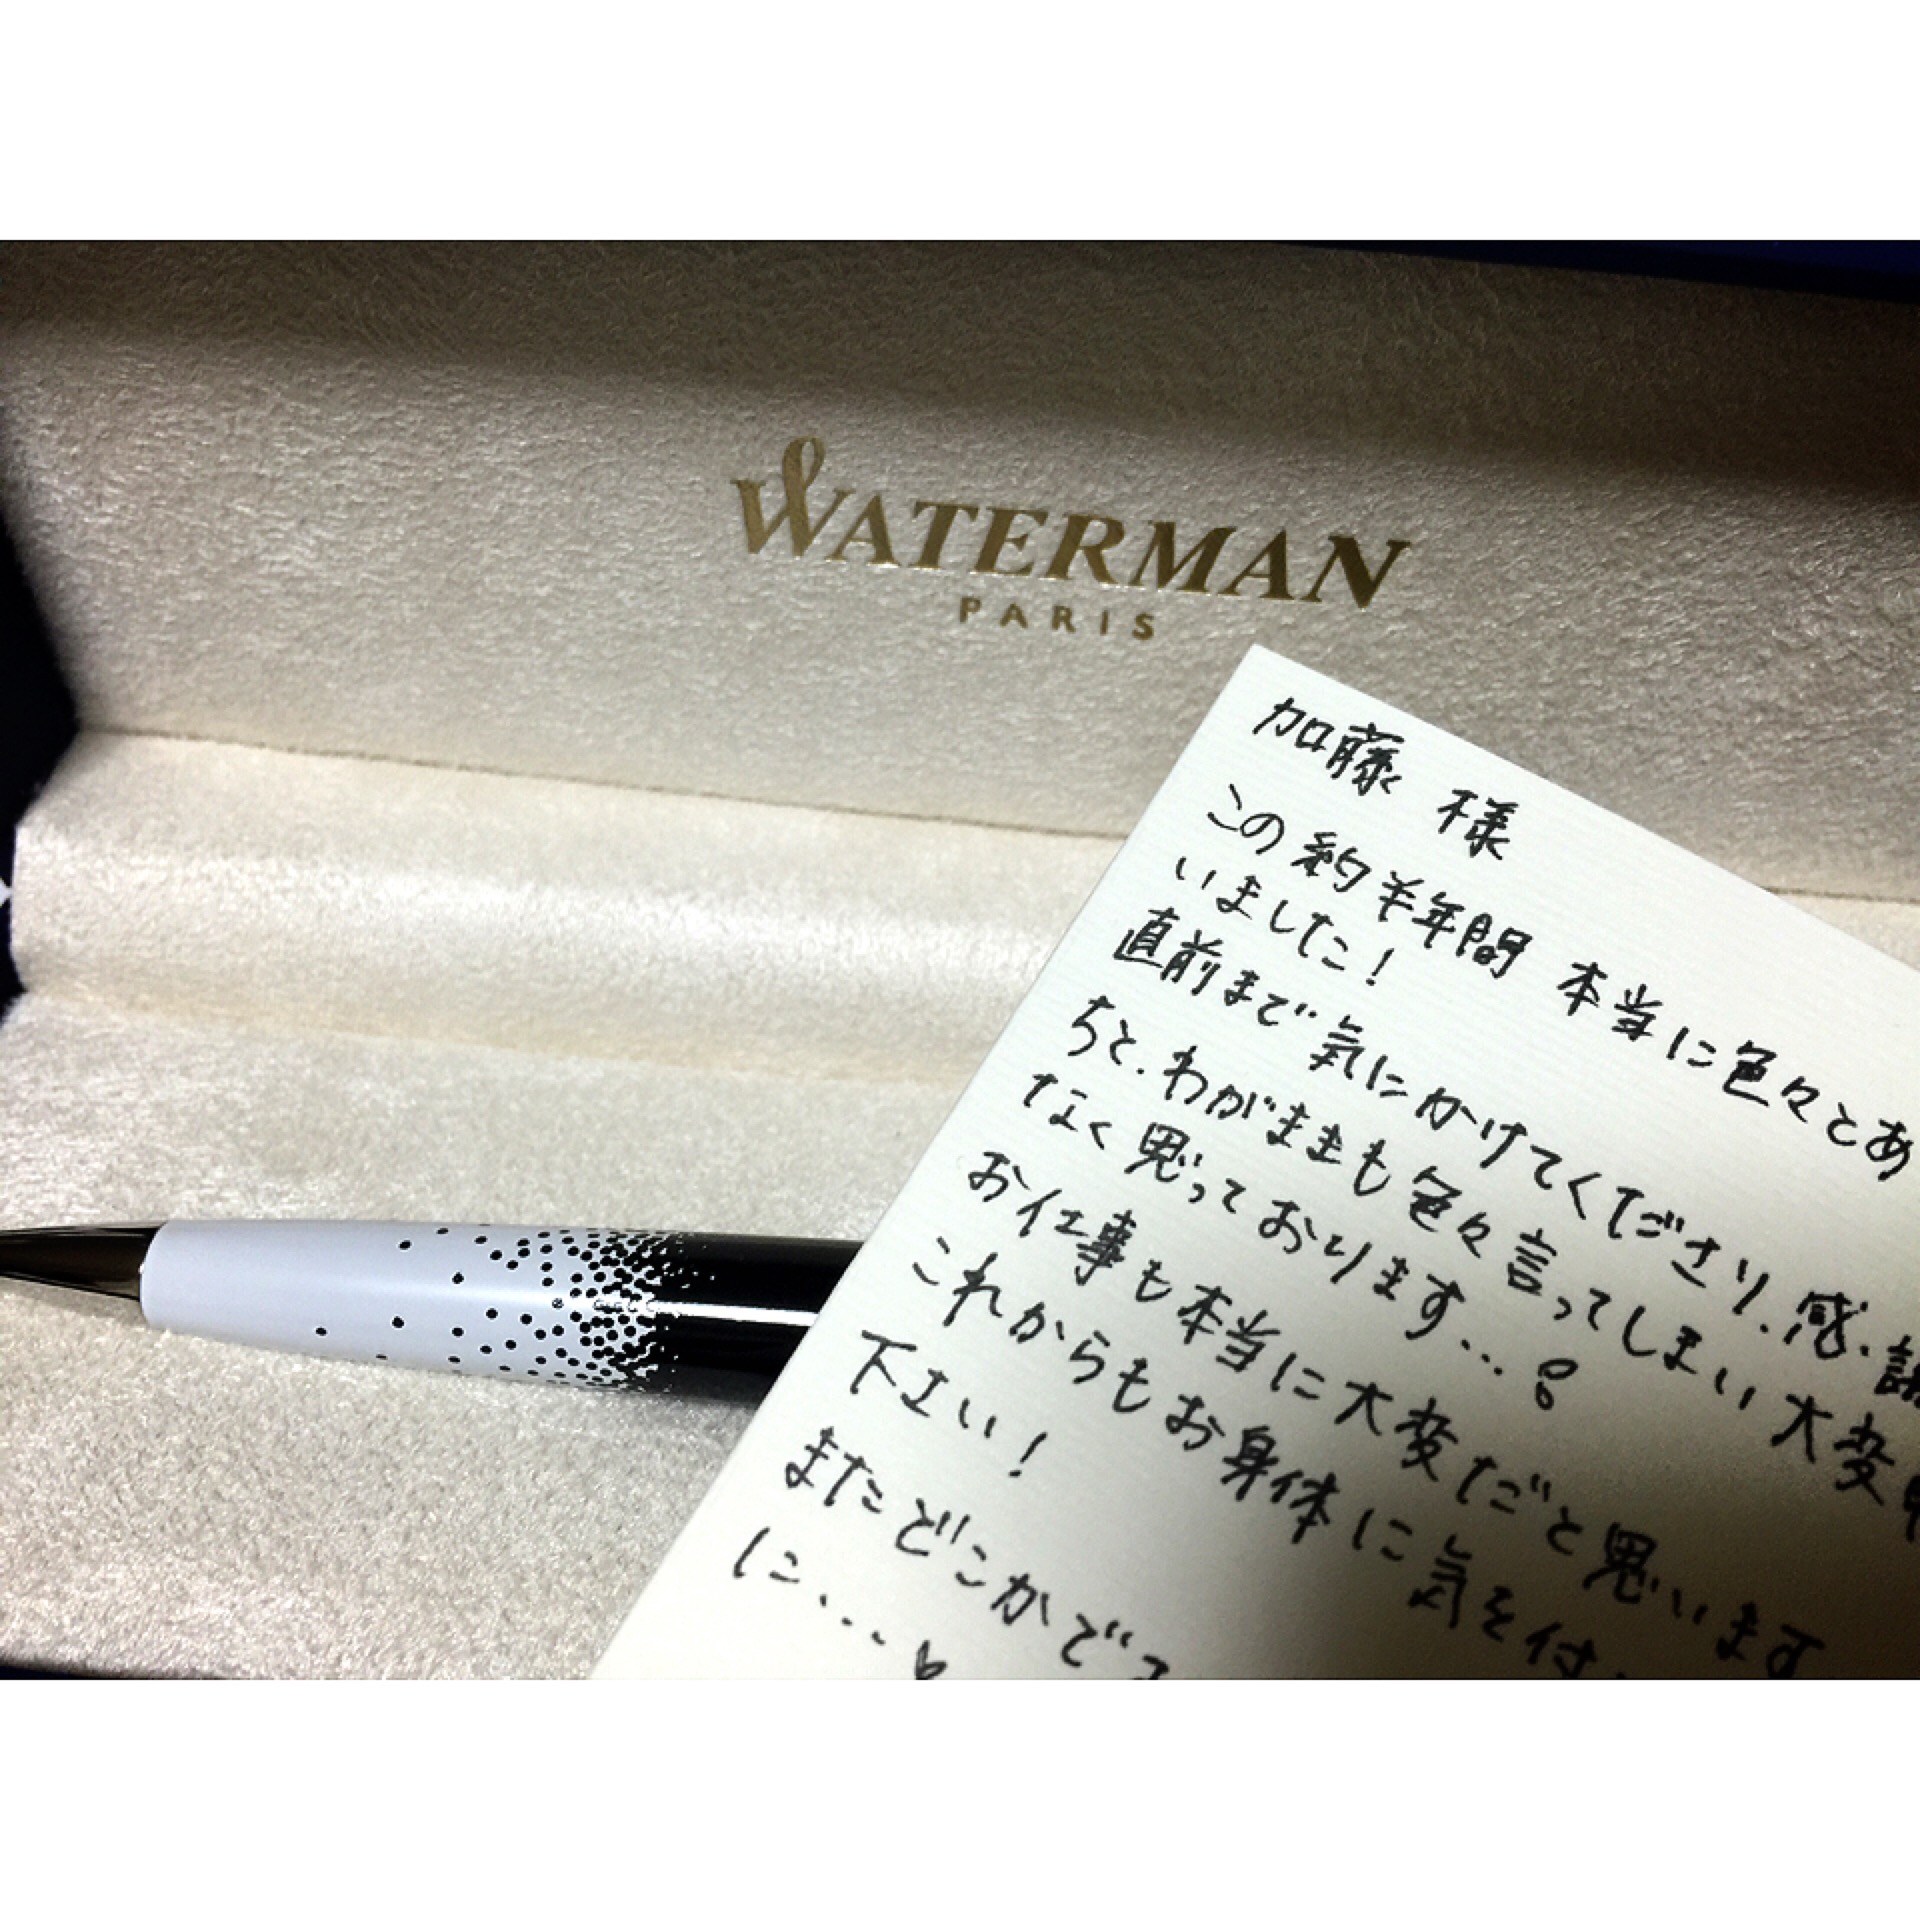 WATERMAN
PARIS
加藤 様
この約半年間 本当に色々とあ
いました!
直前まで気にかけてくださり、感謝
ちと、わがままも色々言ってしまい大変申
なく思っております…
お仕事も本当に大変だと思います
これからもお身体に気を付
下さい!
またどこかで
に…